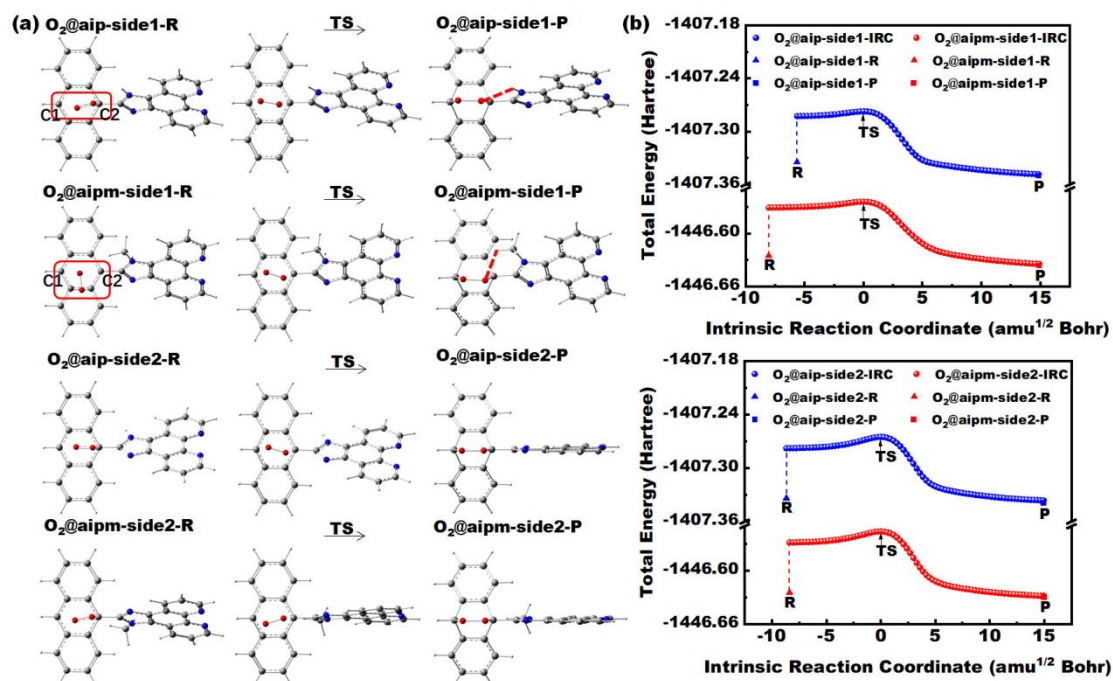 (a) O₂@aip-side1-R TS O₂@aip-side1-P
C1 C2
O₂@aipm-side1-R TS O₂@aipm-side1-P
C1 C2
O₂@aip-side2-R TS O₂@aip-side2-P
O₂@aipm-side2-R TS O₂@aipm-side2-P
(b)
Total Energy (Hartree)
-1407.18
-1407.24
-1407.30
-1407.36
-1446.60
-1446.66
O₂@aip-side1-IRC O₂@aipm-side1-IRC
O₂@aip-side1-R O₂@aipm-side1-R
O₂@aip-side1-P O₂@aipm-side1-P
TS
R P
TS
R P
-10 -5 0 5 10 15
Intrinsic Reaction Coordinate (amu¹/² Bohr)
Total Energy (Hartree)
-1407.18
-1407.24
-1407.30
-1407.36
-1446.60
-1446.66
O₂@aip-side2-IRC O₂@aipm-side2-IRC
O₂@aip-side2-R O₂@aipm-side2-R
O₂@aip-side2-P O₂@aipm-side2-P
TS
R P
TS
R P
-10 -5 0 5 10 15
Intrinsic Reaction Coordinate (amu¹/² Bohr)